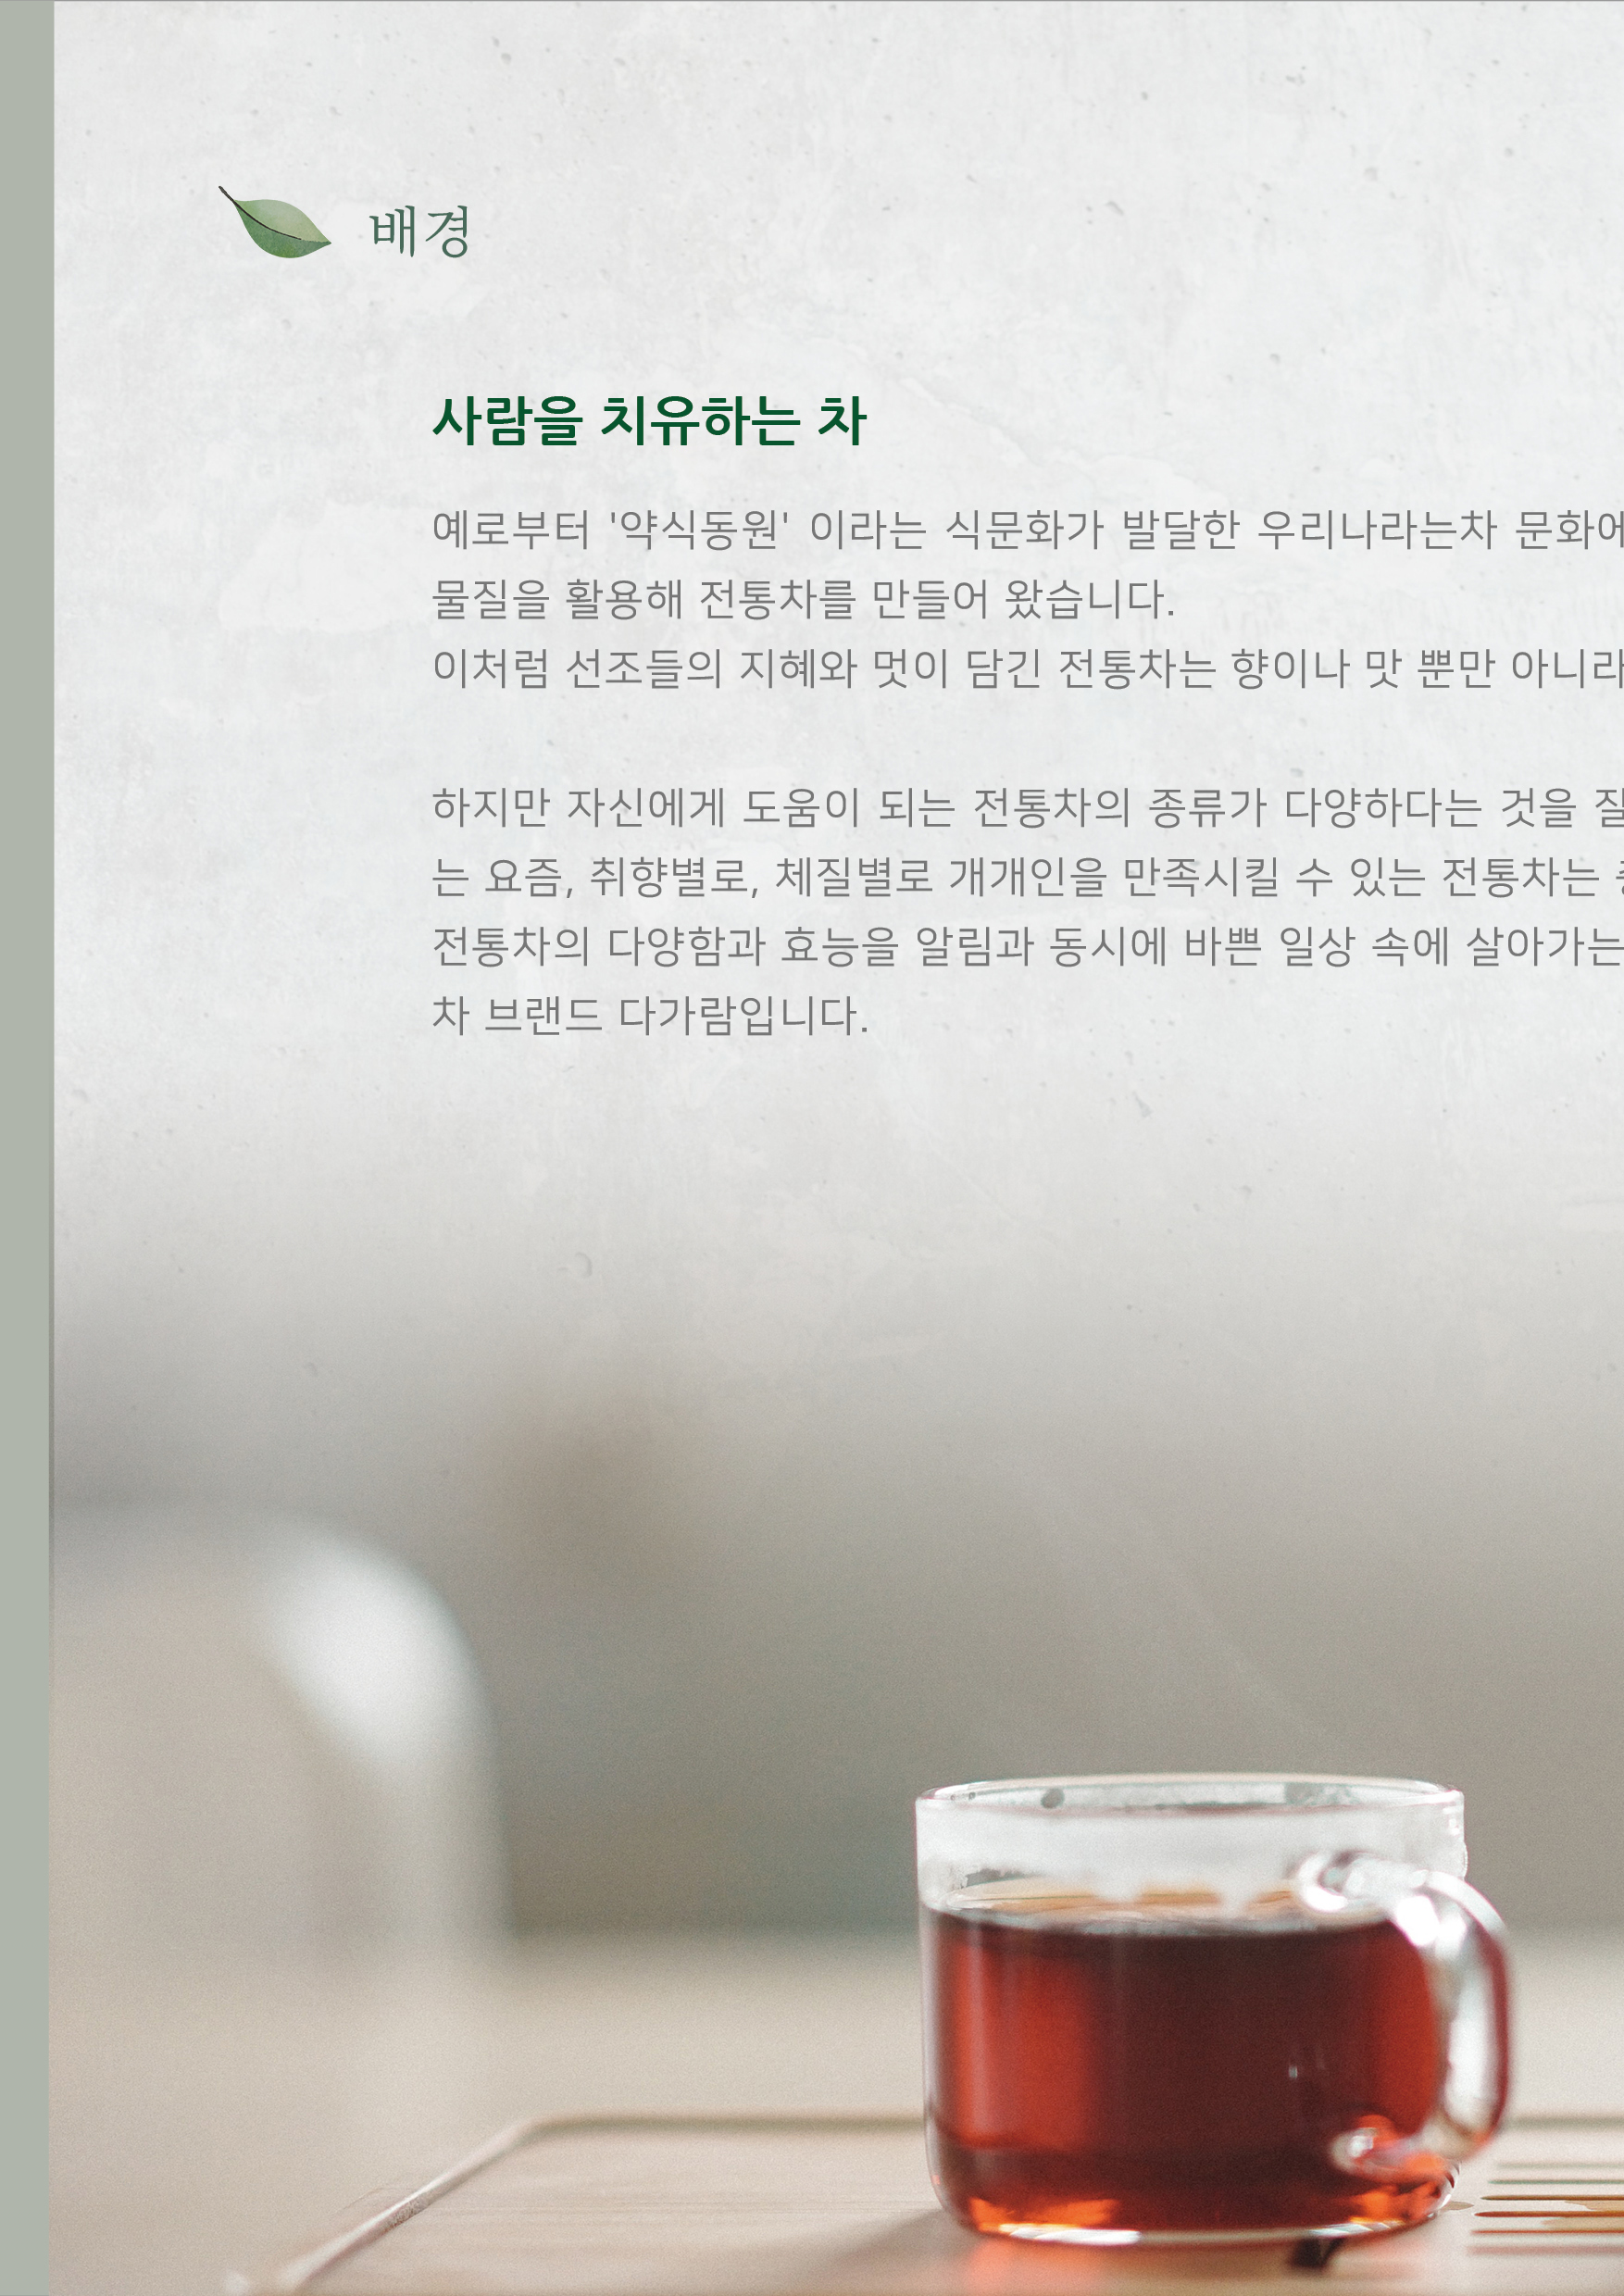 배경
사람을 치유하는 차
예로부터 '약식동원' 이라는 식문화가 발달한 우리나라는차 문화에
물질을 활용해 전통차를 만들어 왔습니다.
이처럼 선조들의 지혜와 멋이 담긴 전통차는 향이나 맛 뿐만 아니라
하지만 자신에게 도움이 되는 전통차의 종류가 다양하다는 것을 잘
는 요즘, 취향별로, 체질별로 개개인을 만족시킬 수 있는 전통차는
전통차의 다양함과 효능을 알림과 동시에 바쁜 일상 속에 살아가는
차 브랜드 다가람입니다.